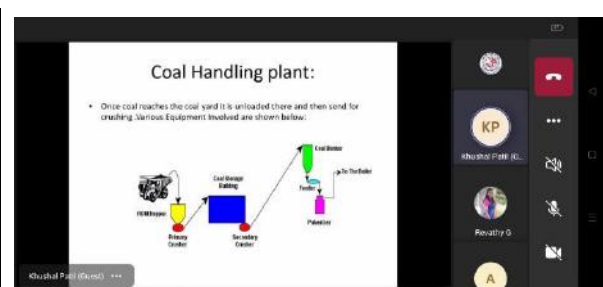 Coal Handling plant:
• Once coal reaches the coal yard it is unloaded there and then send for
crushing .Various Equipment Involved are shown below:
Coal Bunker
To The Boiler
Coal Storage
Building
Feeder
ROM Hopper
Pulverizer
Primary
Crusher
Secondary
Crusher
Khushal Patil (Guest) •••
KP
Khushal Patil (G...
Revathy G
A